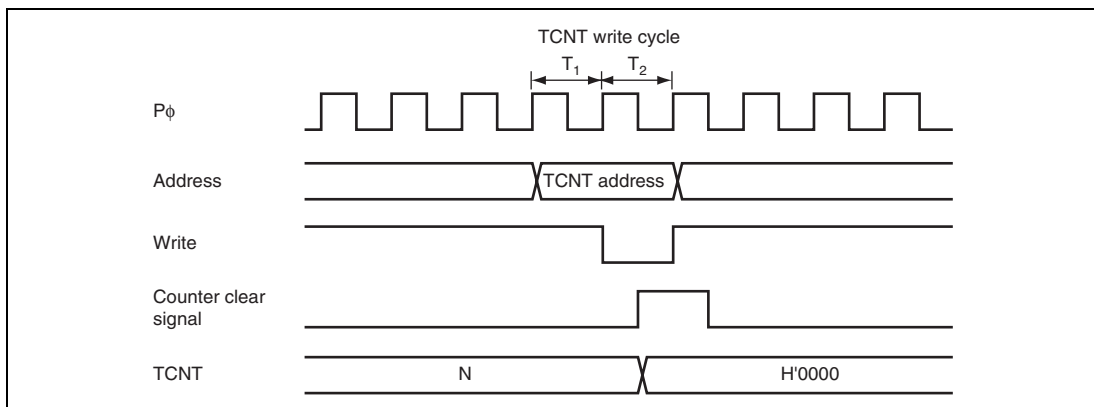 TCNT write cycle
T1 T2
Pϕ
Address
TCNT address
Write
Counter clear
signal
TCNT
N
H'0000